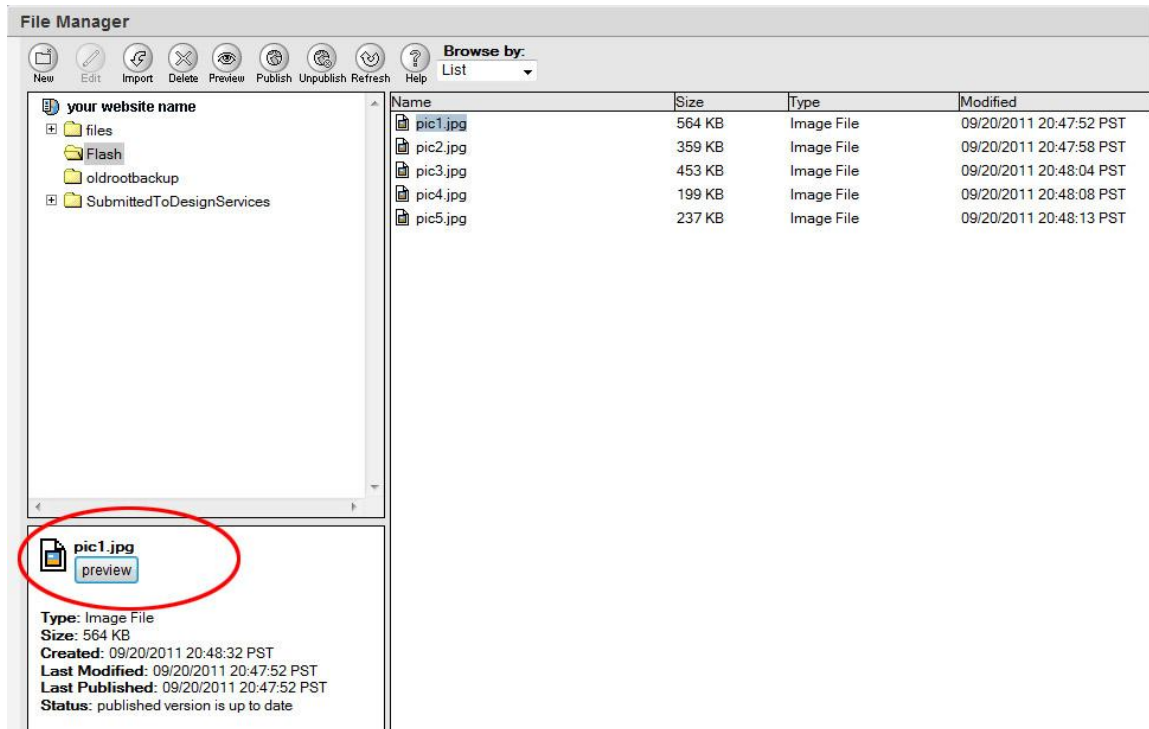 File Manager
New Edit Import Delete Preview Publish Unpublish Refresh Help
Browse by:
List
your website name
files
Flash
oldrootbackup
SubmittedToDesignServices
Name Size Type Modified
pic1.jpg 564 KB Image File 09/20/2011 20:47:52 PST
pic2.jpg 359 KB Image File 09/20/2011 20:47:58 PST
pic3.jpg 453 KB Image File 09/20/2011 20:48:04 PST
pic4.jpg 199 KB Image File 09/20/2011 20:48:08 PST
pic5.jpg 237 KB Image File 09/20/2011 20:48:13 PST
pic1.jpg
preview
Type: Image File
Size: 564 KB
Created: 09/20/2011 20:48:32 PST
Last Modified: 09/20/2011 20:47:52 PST
Last Published: 09/20/2011 20:47:52 PST
Status: published version is up to date